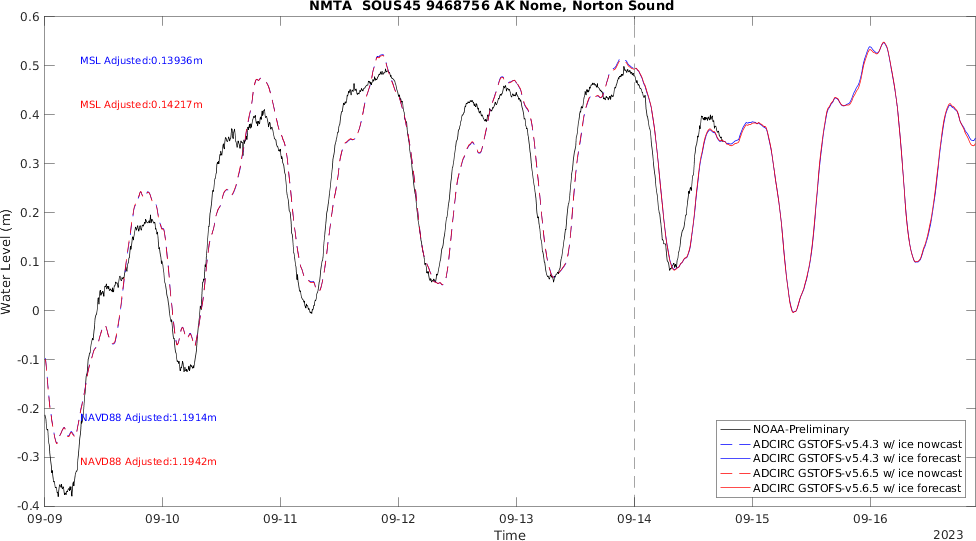 NMTA  SOUS45 9468756 AK Nome, Norton Sound
0.6
0.5
0.4
0.3
0.2
0.1
0
-0.1
-0.2
-0.3
-0.4
Water Level (m)
MSL Adjusted:0.13936m
MSL Adjusted:0.14217m
NAVD88 Adjusted:1.1914m
NAVD88 Adjusted:1.1942m
NOAA-Preliminary
ADCIRC GSTOFS-v5.4.3 w/ ice nowcast
ADCIRC GSTOFS-v5.4.3 w/ ice forecast
ADCIRC GSTOFS-v5.6.5 w/ ice nowcast
ADCIRC GSTOFS-v5.6.5 w/ ice forecast
09-09 09-10 09-11 09-12 09-13 09-14 09-15 09-16
Time
2023